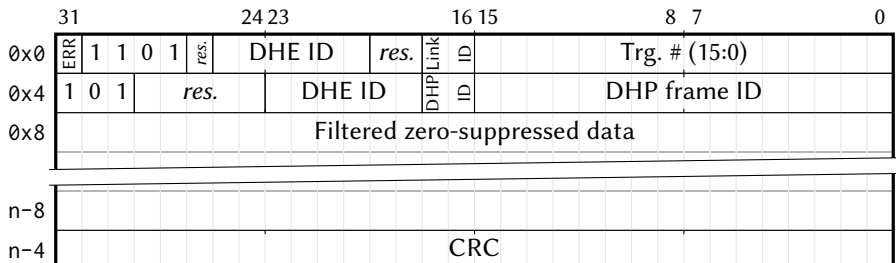 31 24 23 16 15 8 7 0
0x0 ERR 1 1 0 1 res. DHE ID res. Link ID Trg. # (15:0)
0x4 1 0 1 res. DHE ID DHP ID DHP frame ID
0x8 Filtered zero-suppressed data
n-8
n-4 CRC